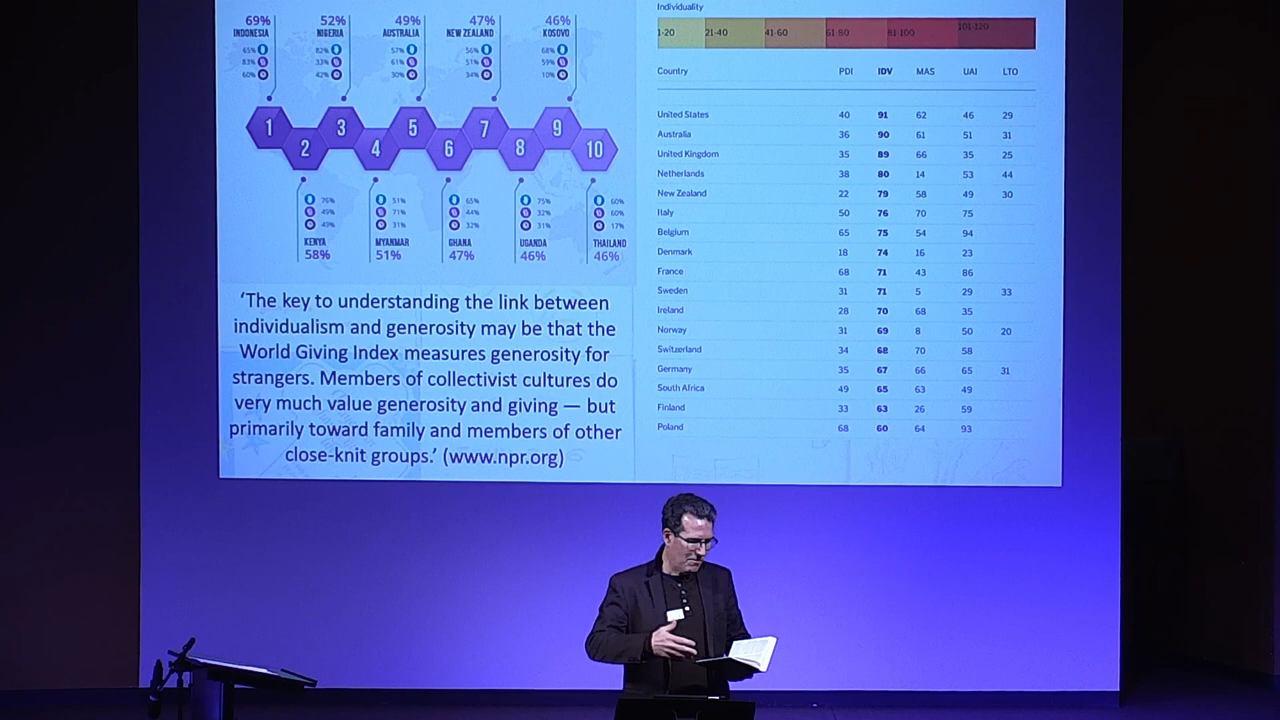 69%
INDONESIA
65%
83%
60%
52%
NIGERIA
82%
33%
42%
49%
AUSTRALIA
57%
61%
30%
47%
NEW ZEALAND
56%
51%
34%
46%
KOSOVO
68%
59%
10%
1
2
3
4
5
6
7
8
9
10
76%
49%
49%
KENYA
58%
51%
71%
31%
MYANMAR
51%
65%
44%
32%
GHANA
47%
75%
32%
31%
UGANDA
46%
60%
60%
17%
THAILAND
46%
‘The key to understanding the link between
individualism and generosity may be that the
World Giving Index measures generosity for
strangers. Members of collectivist cultures do
very much value generosity and giving — but
primarily toward family and members of other
close-knit groups.’ (www.npr.org)
Individuality
1-20 21-40 41-60 61-80 81-100 101-120
Country PDI IDV MAS UAI LTO
United States 40 91 62 46 29
Australia 36 90 61 51 31
United Kingdom 35 89 66 35 25
Netherlands 38 80 14 53 44
New Zealand 22 79 58 49 30
Italy 50 76 70 75
Belgium 65 75 54 94
Denmark 18 74 16 23
France 68 71 43 86
Sweden 31 71 5 29 33
Ireland 28 70 68 35
Norway 31 69 8 50 20
Switzerland 34 68 70 58
Germany 35 67 66 65 31
South Africa 49 65 63 49
Finland 33 63 26 59
Poland 68 60 64 93